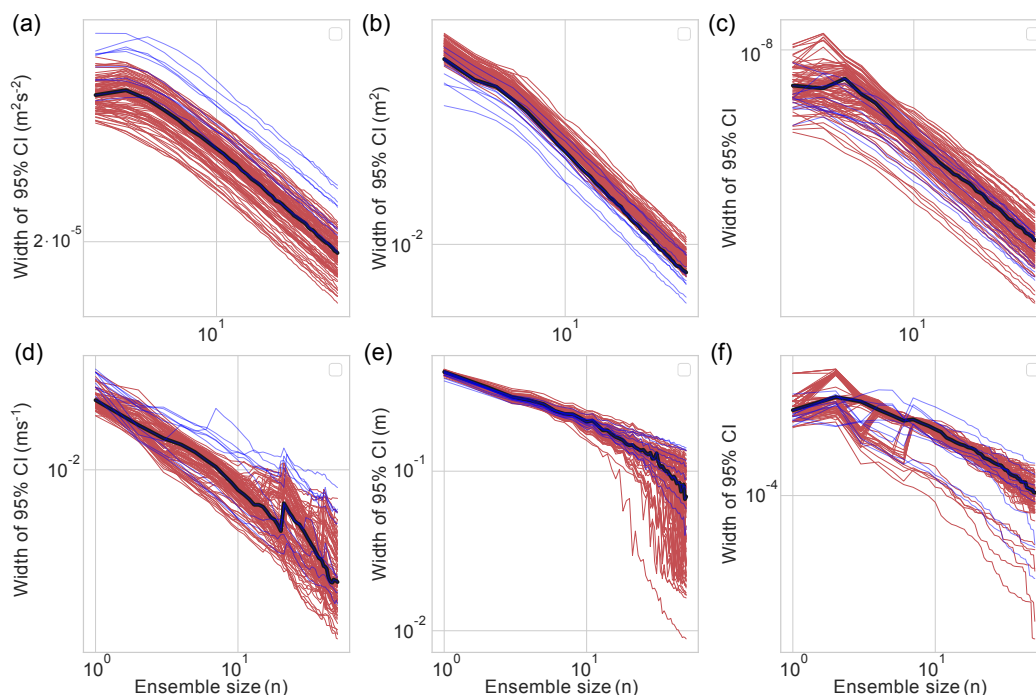 (a)
Width of 95% CI (m²s⁻²)
2·10⁻⁵
10¹
(b)
Width of 95% CI (m²)
10⁻²
10¹
(c)
Width of 95% CI
10⁻⁸
10¹
(d)
Width of 95% CI (ms⁻¹)
10⁻²
10⁰
10¹
Ensemble size (n)
(e)
Width of 95% CI (m)
10⁻¹
10⁻²
10⁰
10¹
Ensemble size (n)
(f)
Width of 95% CI
10⁻⁴
10⁰
10¹
Ensemble size (n)